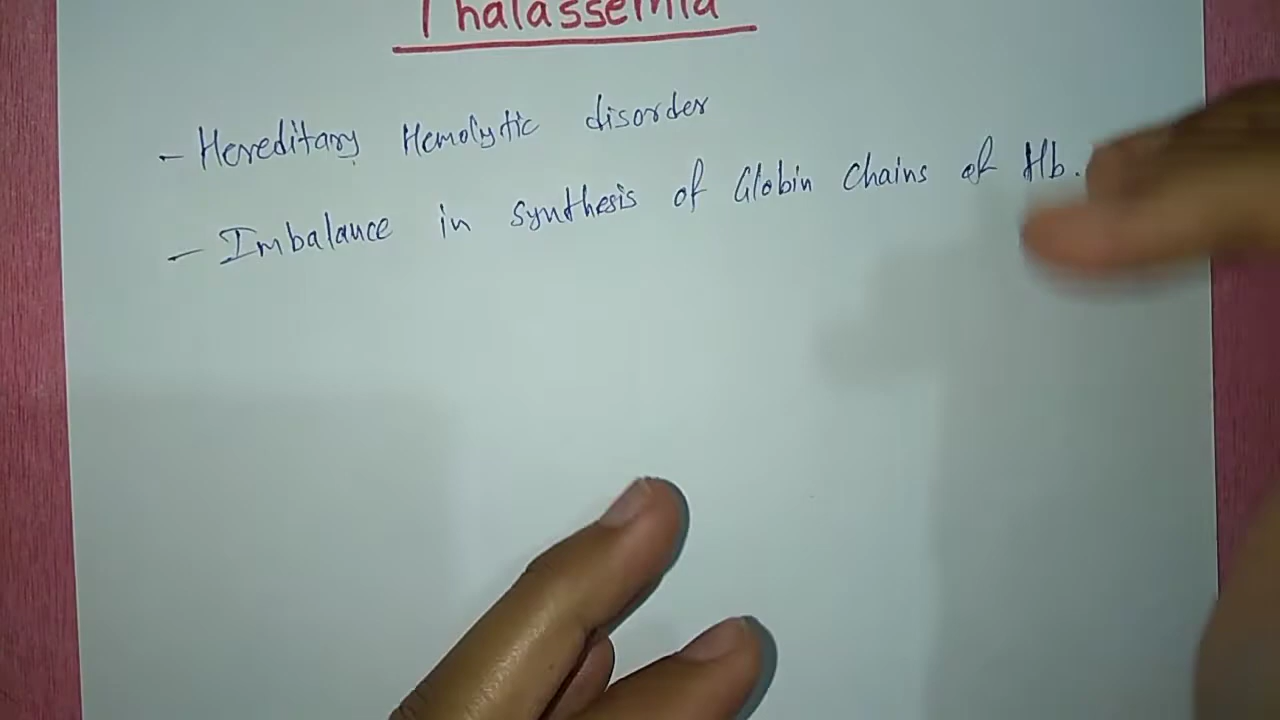 Thalassemia
- Hereditary Hemolytic disorder
- Imbalance in synthesis of Globin chains of Hb.